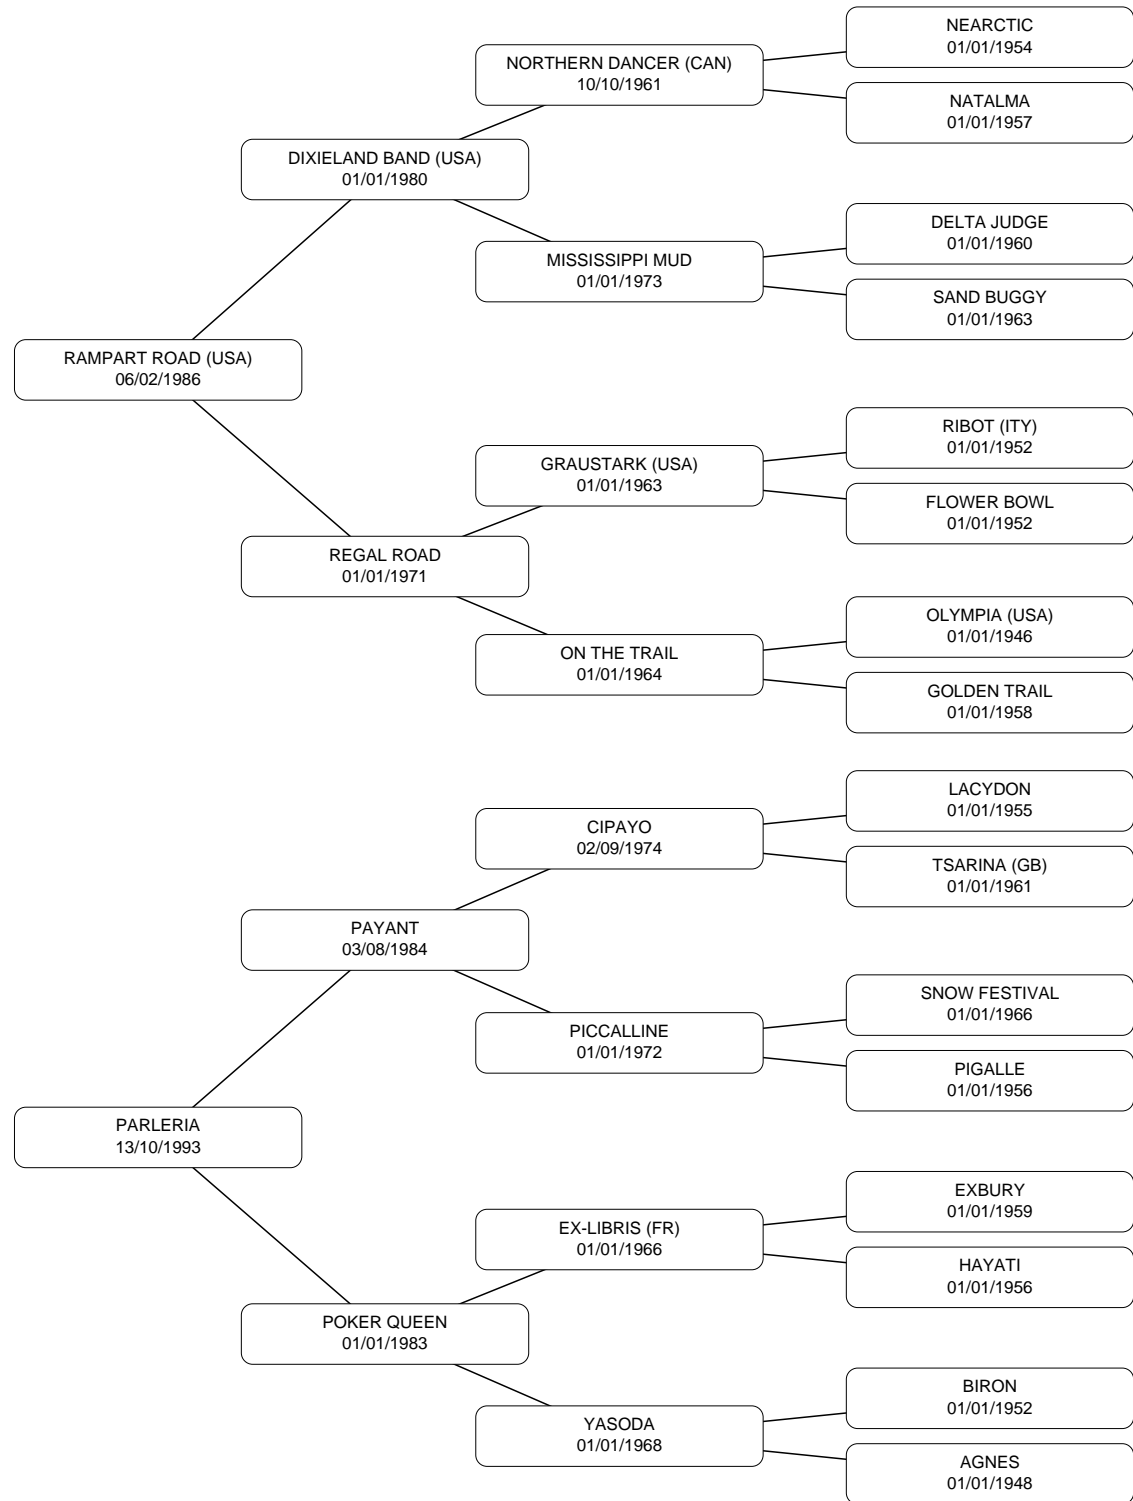 NEARCTIC
01/01/1954
NORTHERN DANCER (CAN)
10/10/1961
NATALMA
01/01/1957
DIXIELAND BAND (USA)
01/01/1980
DELTA JUDGE
01/01/1960
MISSISSIPPI MUD
01/01/1973
SAND BUGGY
01/01/1963
RAMPART ROAD (USA)
06/02/1986
RIBOT (ITY)
01/01/1952
GRAUSTARK (USA)
01/01/1963
FLOWER BOWL
01/01/1952
REGAL ROAD
01/01/1971
OLYMPIA (USA)
01/01/1946
ON THE TRAIL
01/01/1964
GOLDEN TRAIL
01/01/1958
LACYDON
01/01/1955
CIPAYO
02/09/1974
TSARINA (GB)
01/01/1961
PAYANT
03/08/1984
SNOW FESTIVAL
01/01/1966
PICCALLINE
01/01/1972
PIGALLE
01/01/1956
PARLERIA
13/10/1993
EXBURY
01/01/1959
EX-LIBRIS (FR)
01/01/1966
HAYATI
01/01/1956
POKER QUEEN
01/01/1983
BIRON
01/01/1952
YASODA
01/01/1968
AGNES
01/01/1948